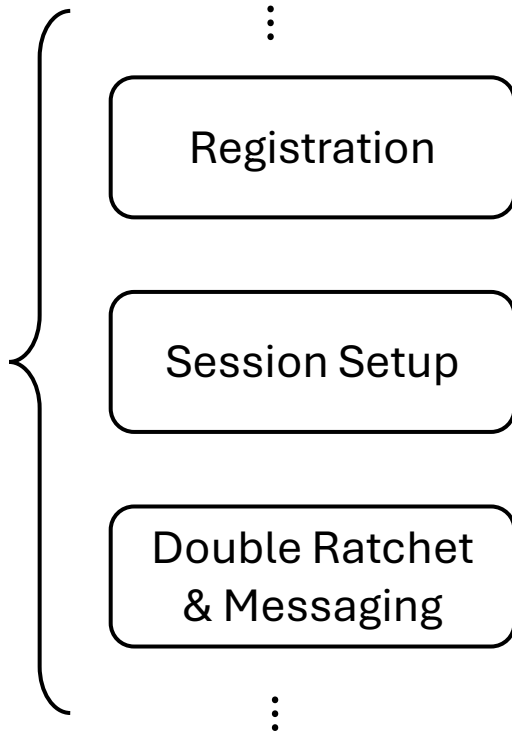 ⋮
Registration
Session Setup
Double Ratchet
& Messaging
⋮